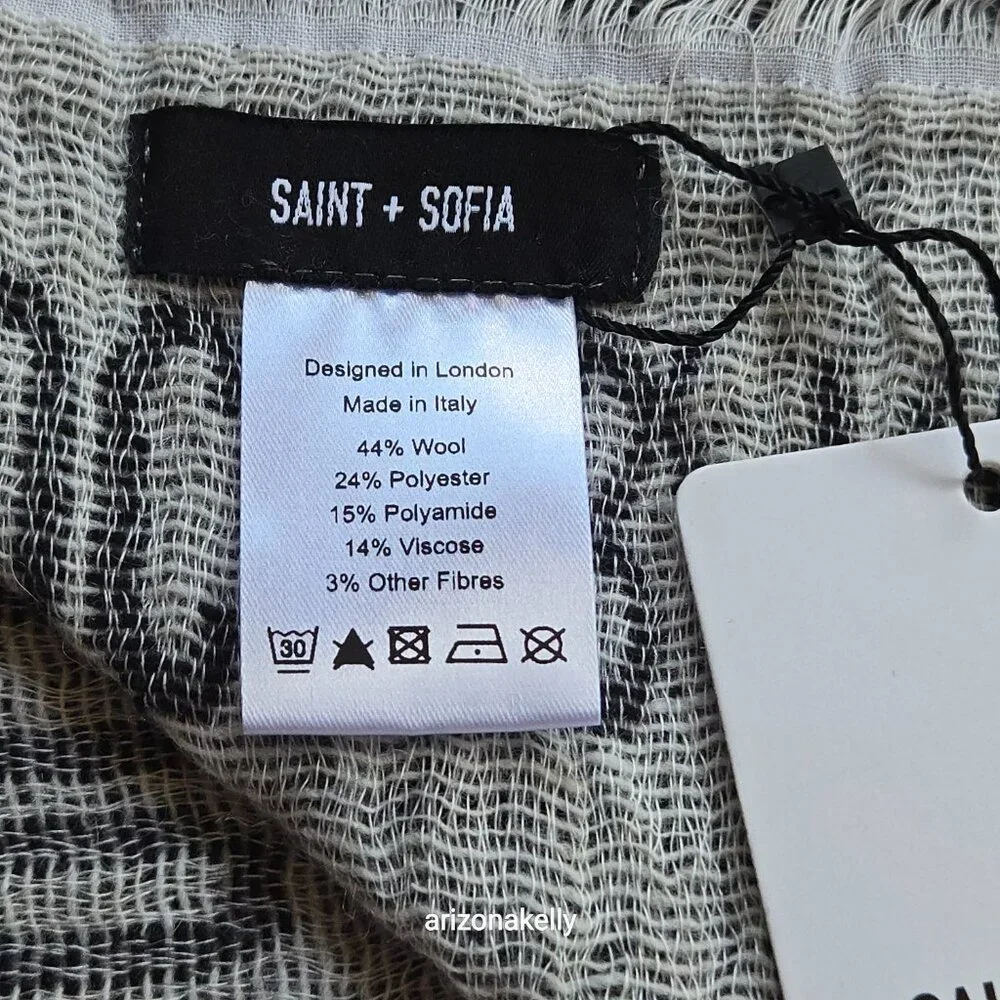 SAINT + SOFIA
Designed in London
Made in Italy
44% Wool
24% Polyester
15% Polyamide
14% Viscose
3% Other Fibres
30
arizonakelly